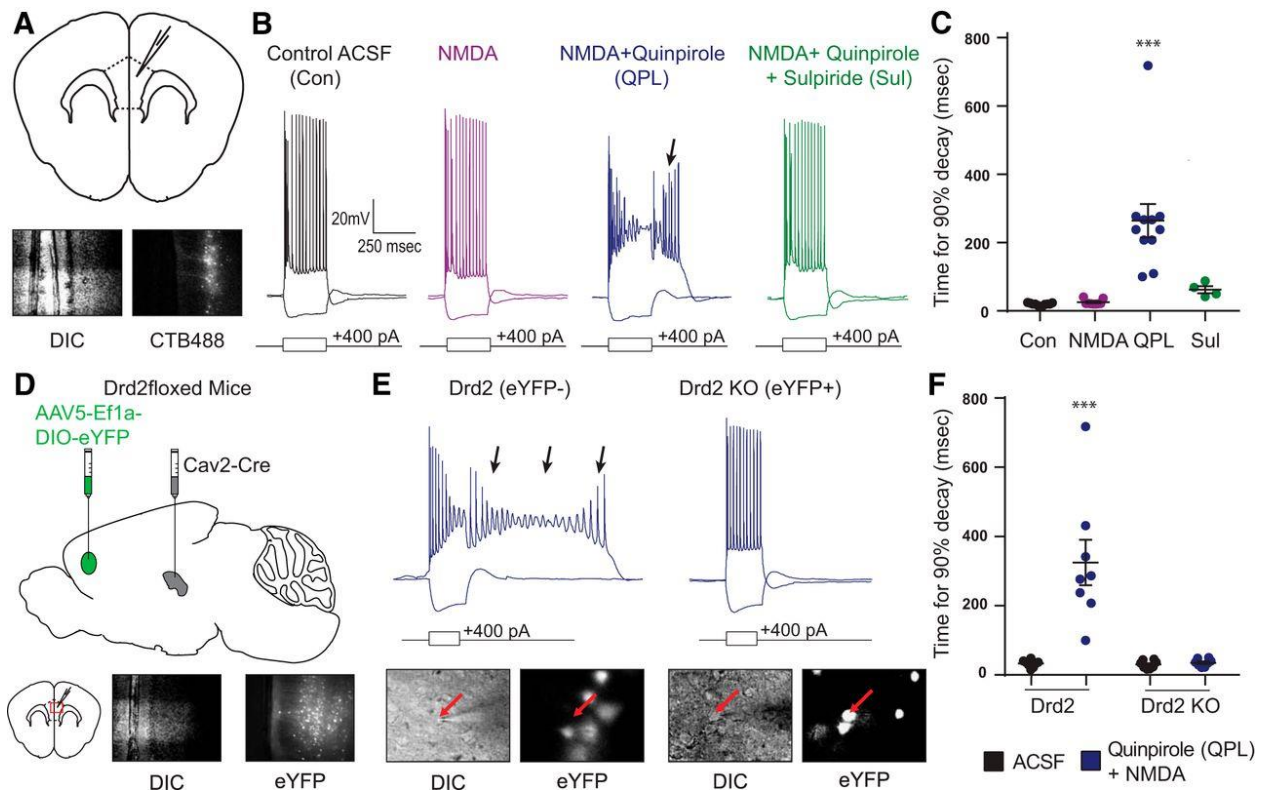 A
DIC
CTB488
B
Control ACSF
(Con)
NMDA
NMDA+Quinpirole
(QPL)
NMDA+ Quinpirole
+ Sulpiride (Sul)
20mV
250 msec
+400 pA
+400 pA
+400 pA
+400 pA
C
Time for 90% decay (msec)
800
600
400
200
0
***
Con
NMDA
QPL
Sul
D
Drd2floxed Mice
AAV5-Ef1a-
DIO-eYFP
Cav2-Cre
DIC
eYFP
E
Drd2 (eYFP-)
Drd2 KO (eYFP+)
+400 pA
+400 pA
DIC
eYFP
DIC
eYFP
F
Time for 90% decay (msec)
800
600
400
200
0
***
Drd2
Drd2 KO
ACSF
Quinpirole (QPL)
+ NMDA